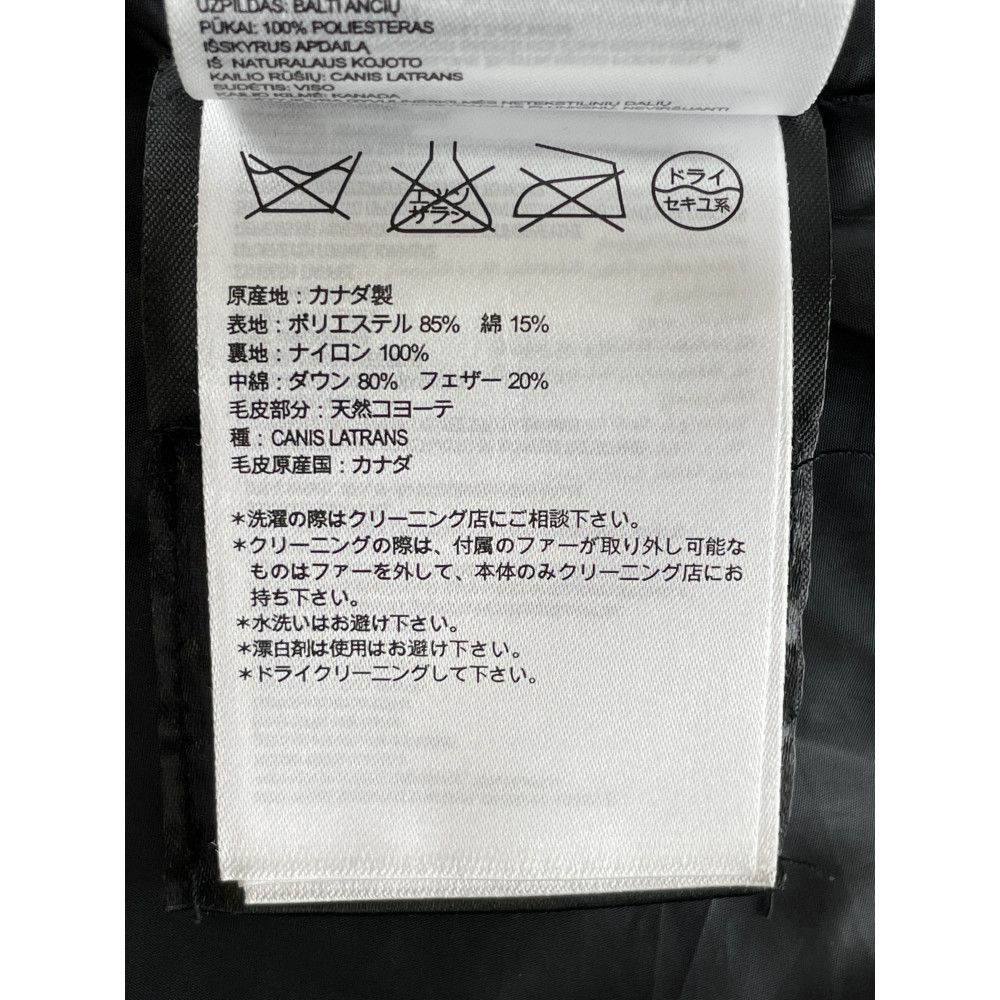 UŽPILDAS: BALTI ANČIŲ
PŪKAI: 100% POLIESTERAS
IŠSKYRUS APDAILĄ
IŠ NATURALAUS KOJOTO
KAILIO RŪŠIŲ: CANIS LATRANS
SUDĖTIS: VISO
KAILIO KILMĖ: KANADA
エンソ
サラシ
ドライ
セキユ系
原産地:カナダ製
表地:ポリエステル 85% 綿 15%
裏地:ナイロン 100%
中綿:ダウン 80% フェザー 20%
毛皮部分:天然コヨーテ
種:CANIS LATRANS
毛皮原産国:カナダ
*洗濯の際はクリーニング店にご相談下さい。
*クリーニングの際は、付属のファーが取り外し可能な
ものはファーを外して、本体のみクリーニング店にお
持ち下さい。
*水洗いはお避け下さい。
*漂白剤は使用はお避け下さい。
*ドライクリーニングして下さい。